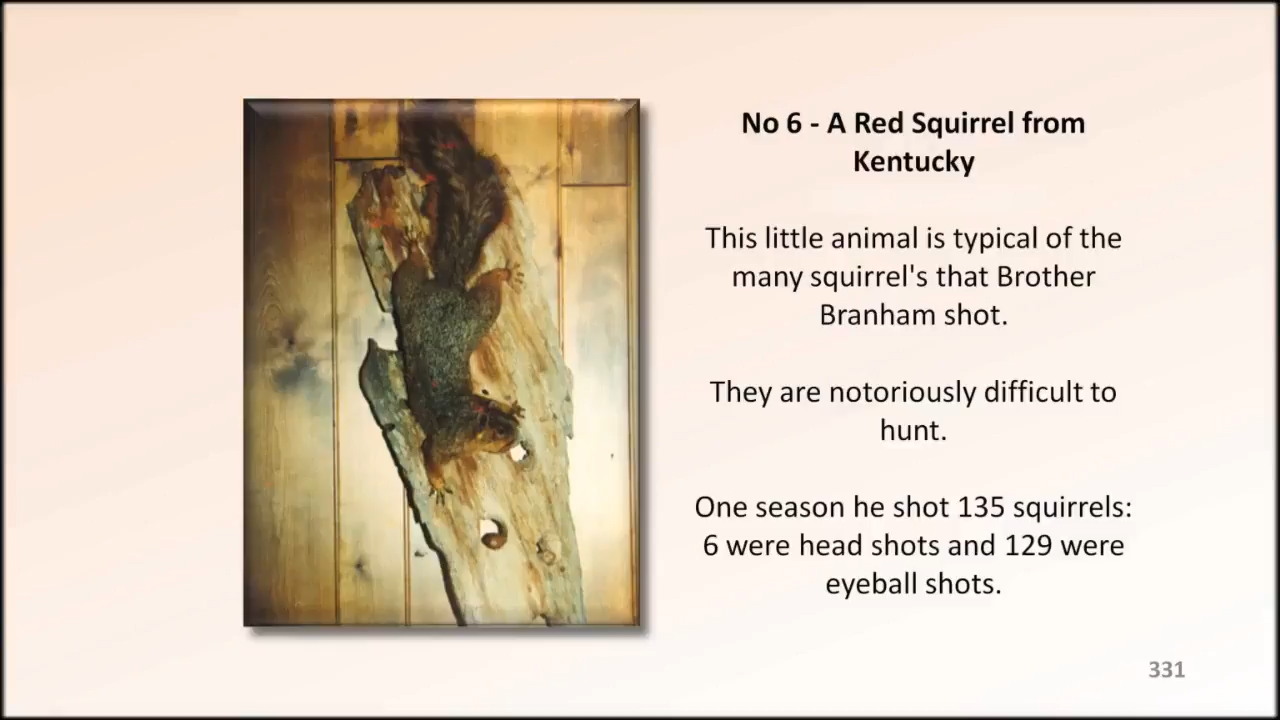 No 6 - A Red Squirrel from
Kentucky
This little animal is typical of the
many squirrel's that Brother
Branham shot.
They are notoriously difficult to
hunt.
One season he shot 135 squirrels:
6 were head shots and 129 were
eyeball shots.
331